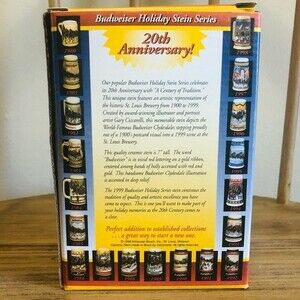 Budweiser Holiday Stein Series
20th
Anniversary!
Our popular Budweiser Holiday Stein Series celebrates
its 20th Anniversary with "A Century of Tradition."
This unique stein features an artistic representation of
the historic St. Louis Brewery from 1900 to 1999.
Created by award-winning illustrator and portrait
artist Gary Ciccarelli, this memorable stein depicts the
World-Famous Budweiser Clydesdales stepping proudly
out of a 1900's postcard and into a 1999 scene at the
St. Louis Brewery.
This quality ceramic stein is 7" tall. The word
"Budweiser" is in raised red lettering on a gold ribbon,
centered among hands of holly accented with red and
gold. This handsome Budweiser Clydesdale illustration
is accented in deep relief.
The 1999 Budweiser Holiday Stein continues the
tradition of quality and artistic excellence you have
come to expect. This is one you'll want to make part of
your holiday memories as the 20th Century comes to
a close.
Perfect addition to established collections
... a great way to start a new one.
1980
1998